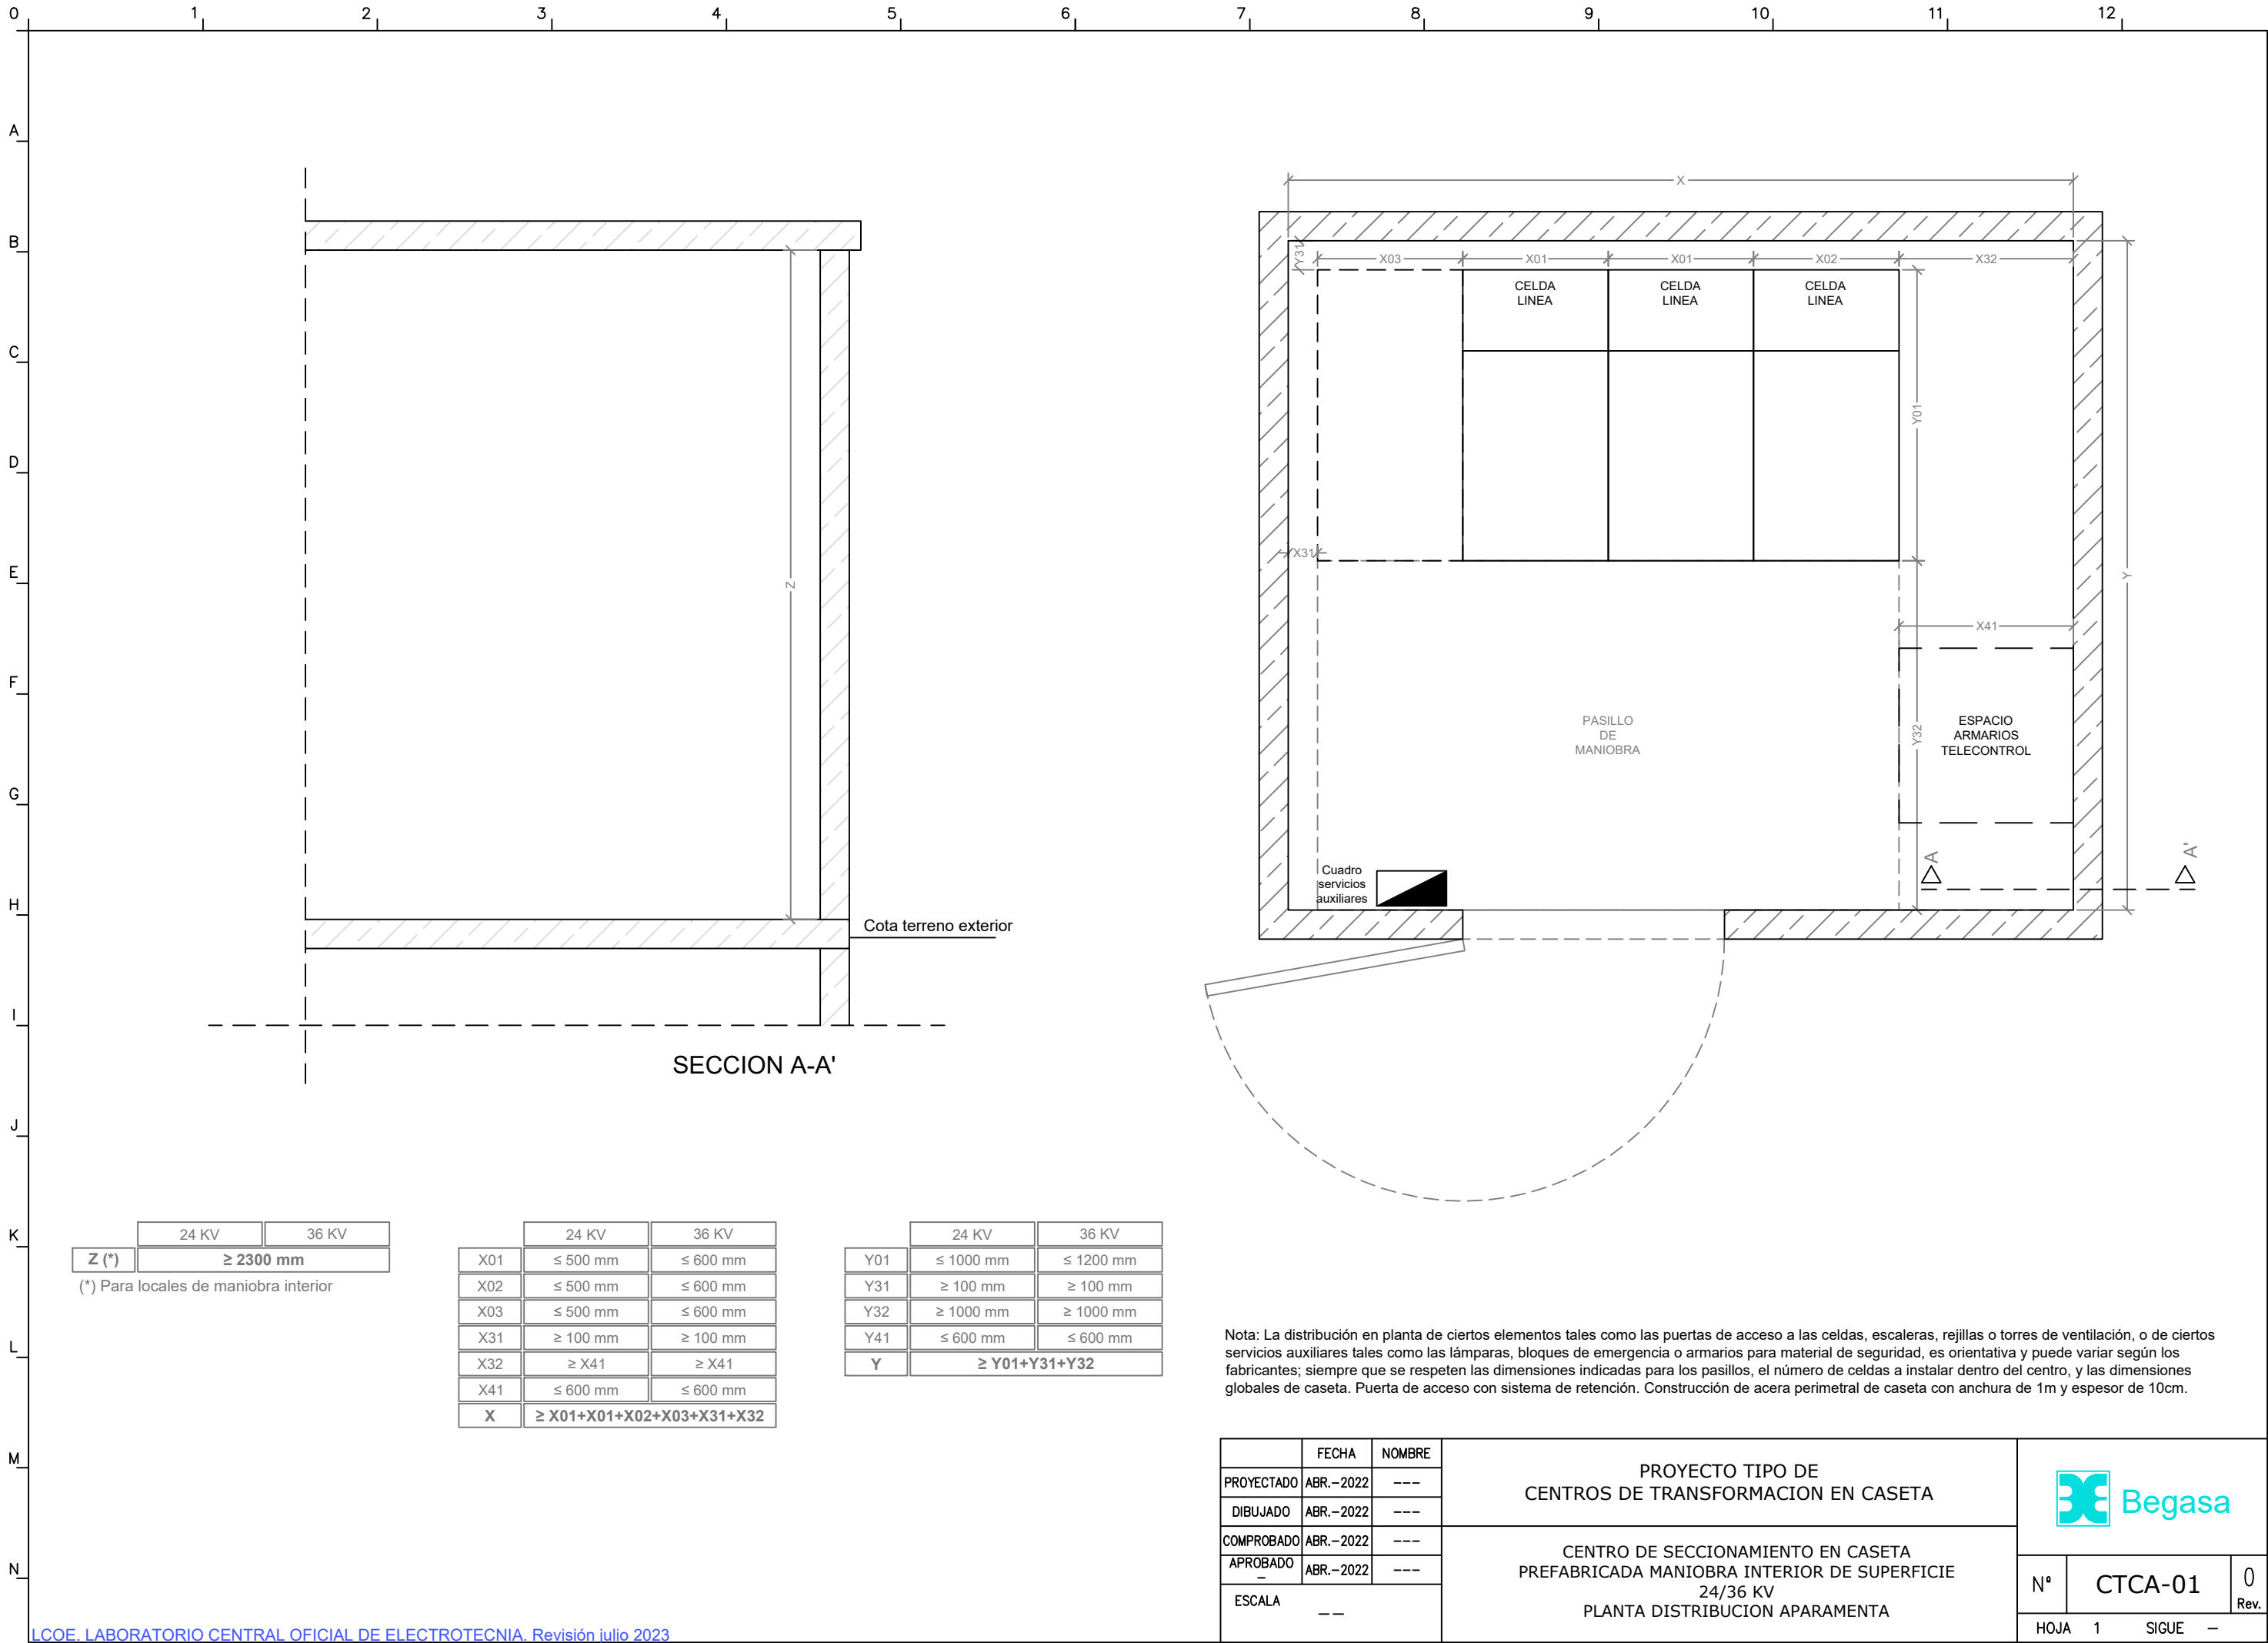 0 1 2 3 4 5 6 7 8 9 10 11 12
A
B
C
D
E
F
G
H
I
J
K
L
M
N
Z
Cota terreno exterior
SECCION A-A'
X
Y31
X03 X01 X01 X02 X32
CELDA
LINEA
CELDA
LINEA
CELDA
LINEA
Y01
X31
Y
X41
PASILLO
DE
MANIOBRA
Y32
ESPACIO
ARMARIOS
TELECONTROL
Cuadro
servicios
auxiliares
A
A'
24 KV 36 KV
Z (*) ≥ 2300 mm
(*) Para locales de maniobra interior
24 KV 36 KV
X01 ≤ 500 mm ≤ 600 mm
X02 ≤ 500 mm ≤ 600 mm
X03 ≤ 500 mm ≤ 600 mm
X31 ≥ 100 mm ≥ 100 mm
X32 ≥ X41 ≥ X41
X41 ≤ 600 mm ≤ 600 mm
X ≥ X01+X01+X02+X03+X31+X32
24 KV 36 KV
Y01 ≤ 1000 mm ≤ 1200 mm
Y31 ≥ 100 mm ≥ 100 mm
Y32 ≥ 1000 mm ≥ 1000 mm
Y41 ≤ 600 mm ≤ 600 mm
Y ≥ Y01+Y31+Y32
Nota: La distribución en planta de ciertos elementos tales como las puertas de acceso a las celdas, escaleras, rejillas o torres de ventilación, o de ciertos
servicios auxiliares tales como las lámparas, bloques de emergencia o armarios para material de seguridad, es orientativa y puede variar según los
fabricantes; siempre que se respeten las dimensiones indicadas para los pasillos, el número de celdas a instalar dentro del centro, y las dimensiones
globales de caseta. Puerta de acceso con sistema de retención. Construcción de acera perimetral de caseta con anchura de 1m y espesor de 10cm.
FECHA NOMBRE
PROYECTADO ABR.-2022 ---
DIBUJADO ABR.-2022 ---
COMPROBADO ABR.-2022 ---
APROBADO - ABR.-2022 ---
ESCALA --
PROYECTO TIPO DE
CENTROS DE TRANSFORMACION EN CASETA
CENTRO DE SECCIONAMIENTO EN CASETA
PREFABRICADA MANIOBRA INTERIOR DE SUPERFICIE
24/36 KV
PLANTA DISTRIBUCION APARAMENTA
Begasa
Nº CTCA-01 0
Rev.
HOJA 1 SIGUE -
LCOE. LABORATORIO CENTRAL OFICIAL DE ELECTROTECNIA. Revisión julio 2023